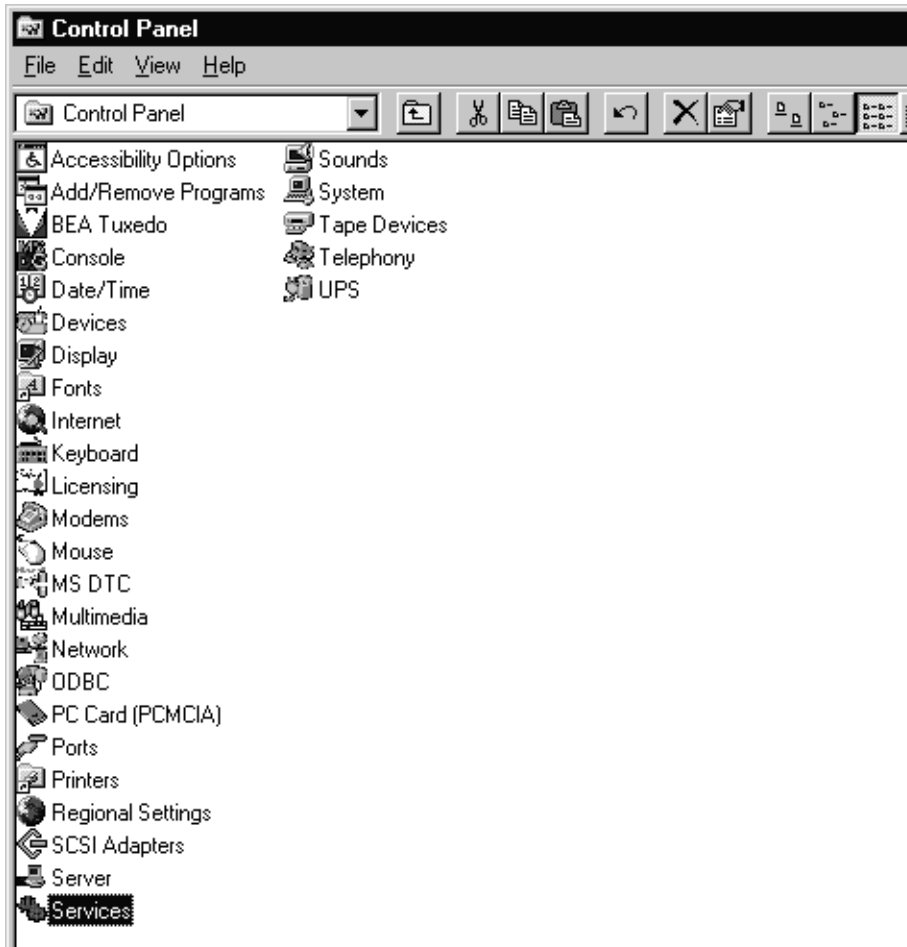 Control Panel
File Edit View Help
Control Panel
Accessibility Options
Add/Remove Programs
BEA Tuxedo
Console
Date/Time
Devices
Display
Fonts
Internet
Keyboard
Licensing
Modems
Mouse
MS DTC
Multimedia
Network
ODBC
PC Card (PCMCIA)
Ports
Printers
Regional Settings
SCSI Adapters
Server
Services
Sounds
System
Tape Devices
Telephony
UPS